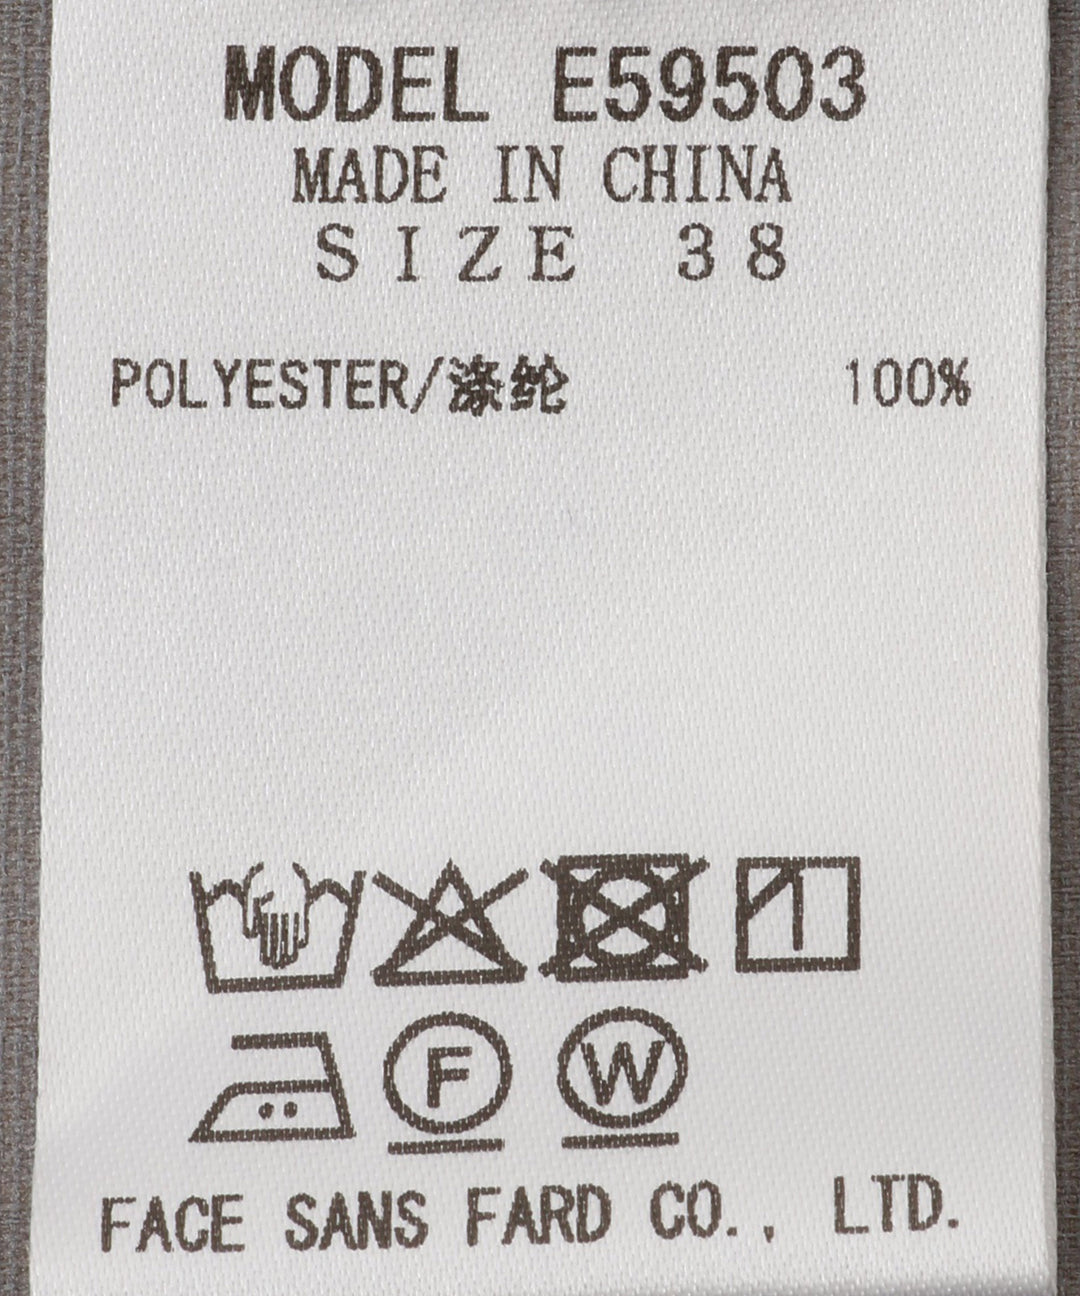 MODEL E59503
MADE IN CHINA
SIZE 38
POLYESTER/涤纶 100%
F W
FACE SANS FARD CO., LTD.